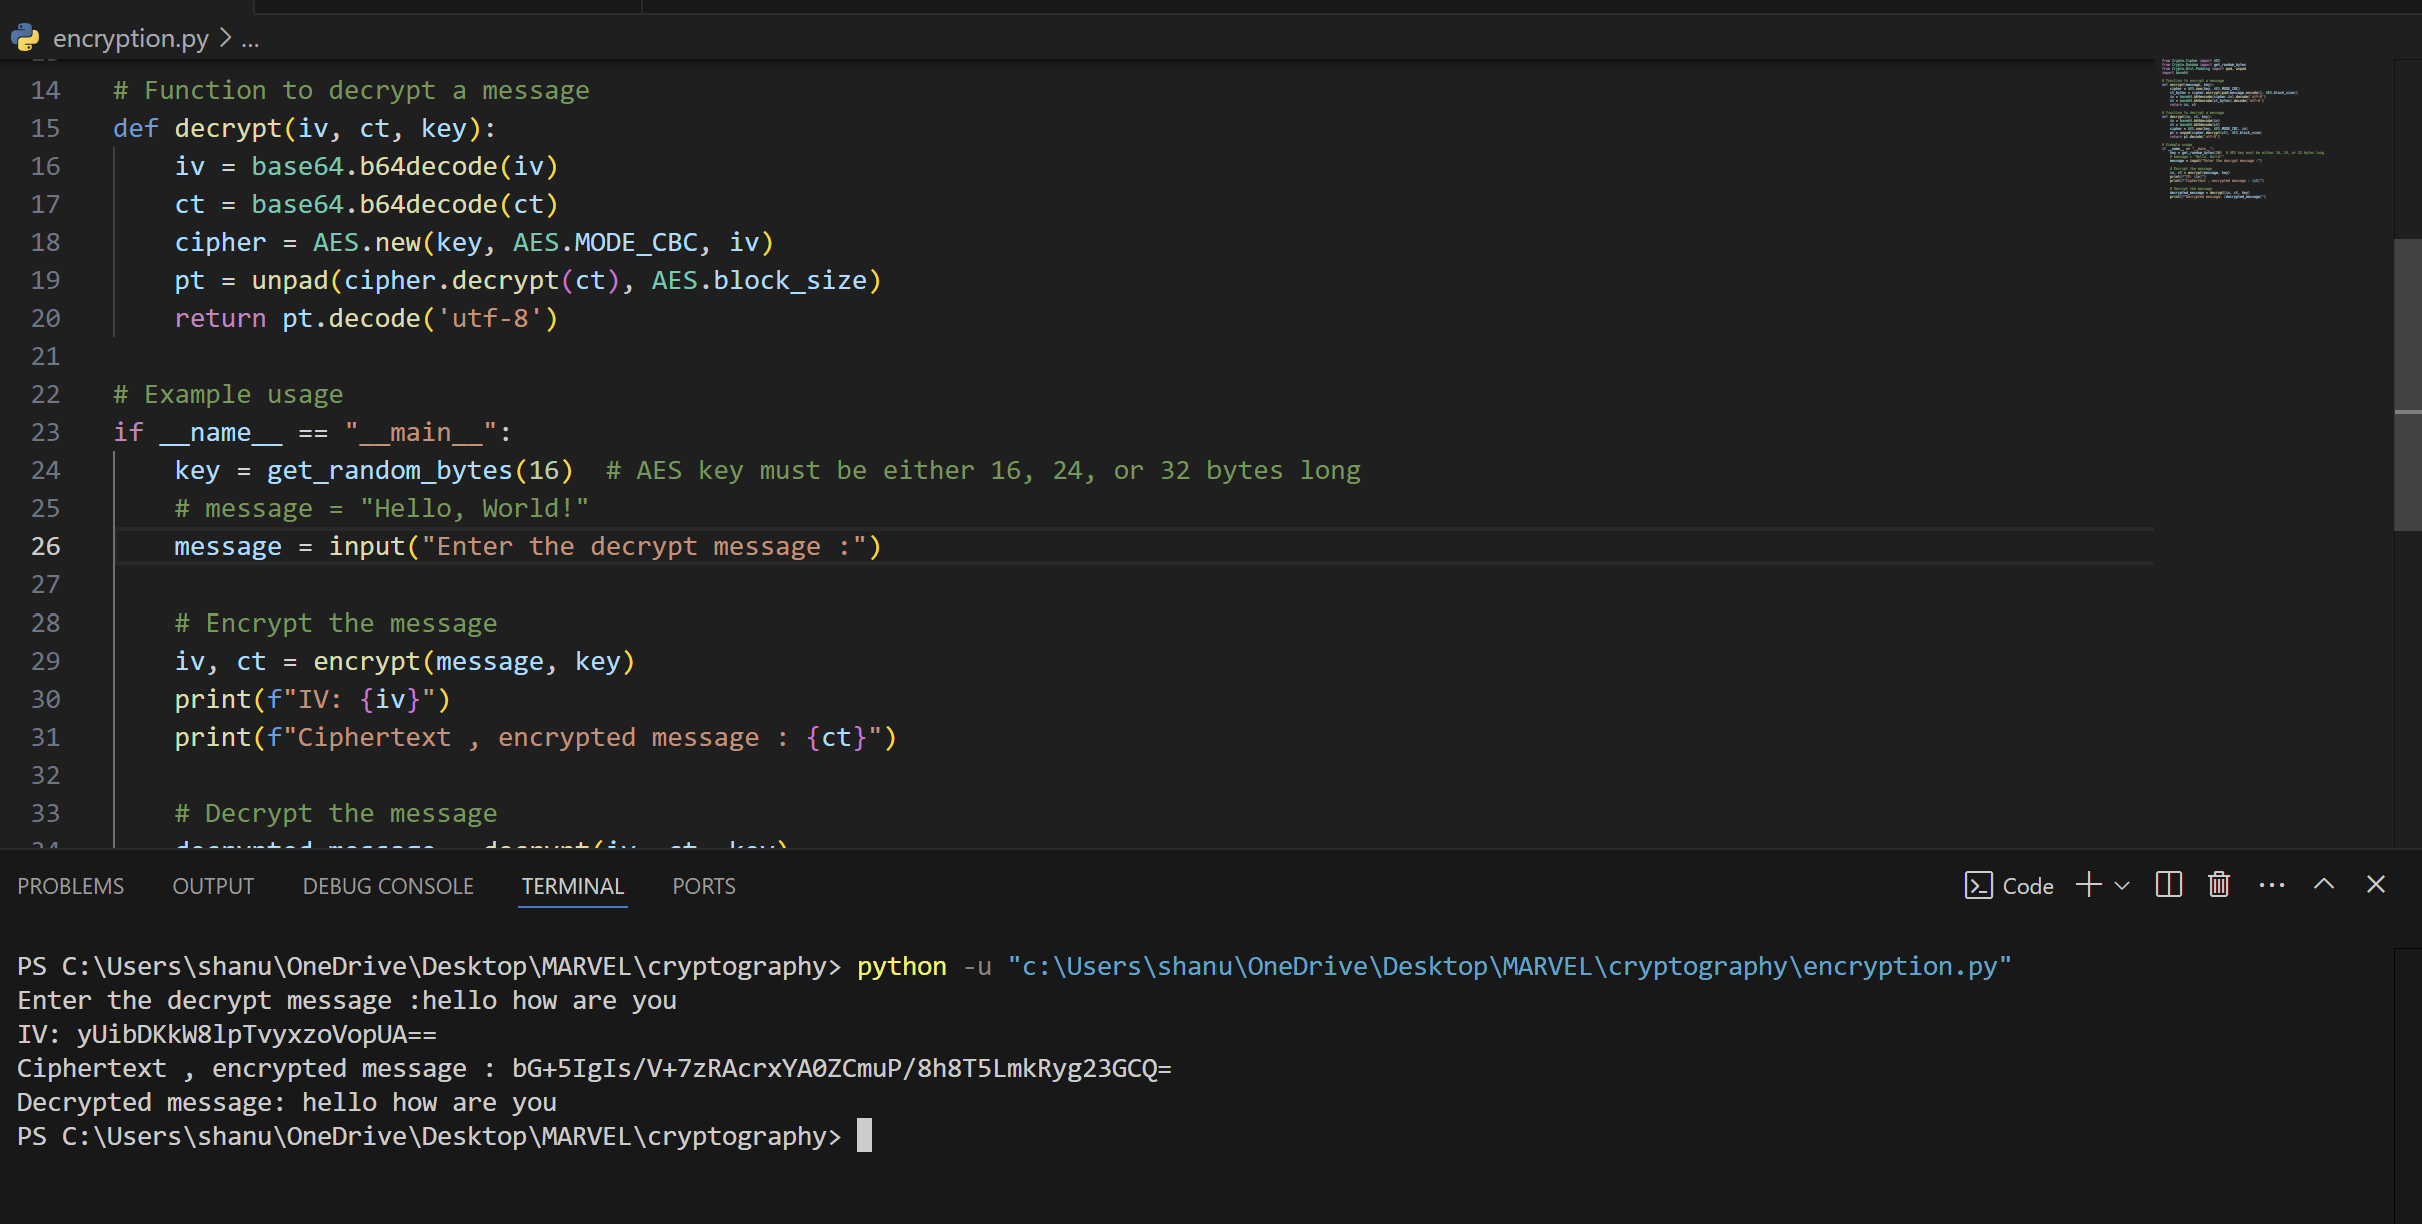 encryption.py > ...
14 # Function to decrypt a message
15 def decrypt(iv, ct, key):
16 iv = base64.b64decode(iv)
17 ct = base64.b64decode(ct)
18 cipher = AES.new(key, AES.MODE_CBC, iv)
19 pt = unpad(cipher.decrypt(ct), AES.block_size)
20 return pt.decode('utf-8')
21
22 # Example usage
23 if __name__ == "__main__":
24 key = get_random_bytes(16)  # AES key must be either 16, 24, or 32 bytes long
25 # message = "Hello, World!"
26 message = input("Enter the decrypt message :")
27
28 # Encrypt the message
29 iv, ct = encrypt(message, key)
30 print(f"IV: {iv}")
31 print(f"Ciphertext , encrypted message : {ct}")
32
33 # Decrypt the message
34 decrypted_message = decrypt(iv, ct, key)
PROBLEMS OUTPUT DEBUG CONSOLE TERMINAL PORTS Code
PS C:\Users\shanu\OneDrive\Desktop\MARVEL\cryptography> python -u "c:\Users\shanu\OneDrive\Desktop\MARVEL\cryptography\encryption.py"
Enter the decrypt message :hello how are you
IV: yUibDKkW8lpTvyxzoVopUA==
Ciphertext , encrypted message : bG+5IgIs/V+7zRAcrxYA0ZCmuP/8h8T5LmkRyg23GCQ=
Decrypted message: hello how are you
PS C:\Users\shanu\OneDrive\Desktop\MARVEL\cryptography>